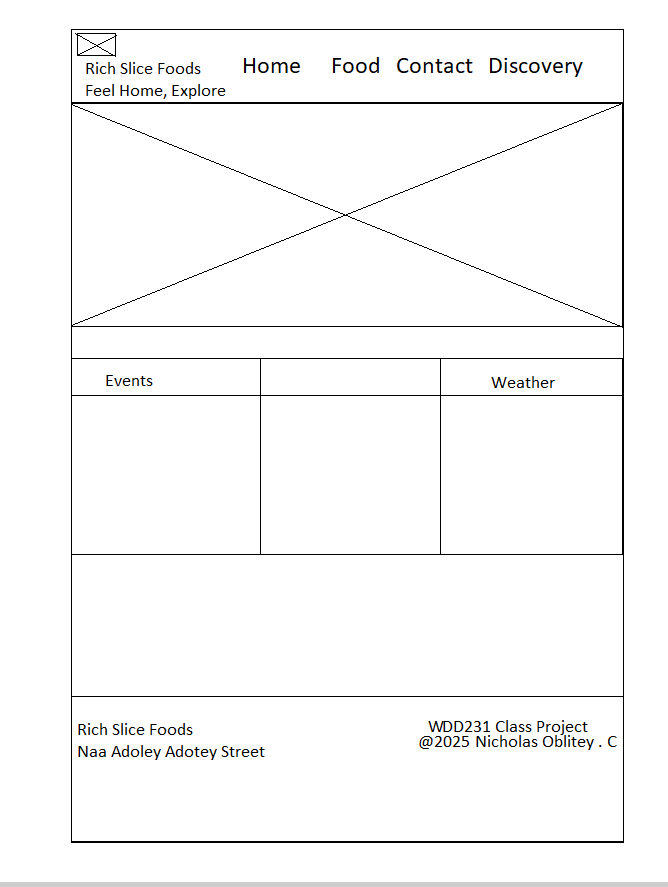 Rich Slice Foods
Feel Home, Explore
Home Food Contact Discovery
Events
Weather
Rich Slice Foods
Naa Adoley Adotey Street
WDD231 Class Project
@2025 Nicholas Oblitey . C